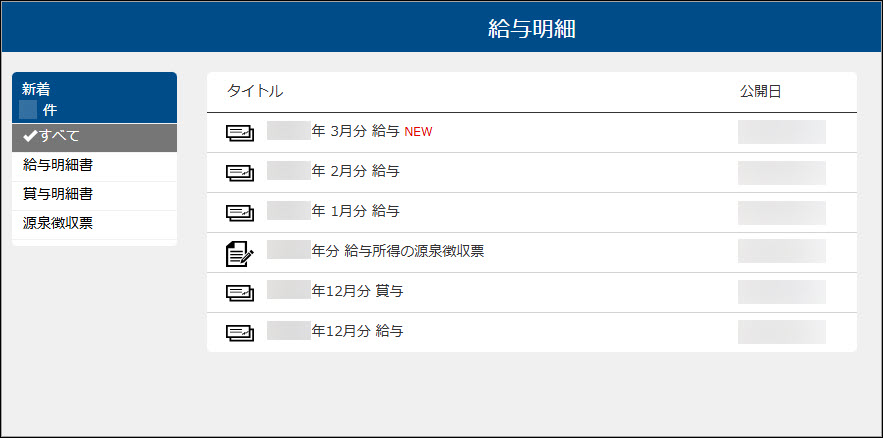 給与明細
新着
件
すべて
給与明細書
賞与明細書
源泉徴収票
タイトル 公開日
年 3月分 給与 NEW
年 2月分 給与
年 1月分 給与
年分 給与所得の源泉徴収票
年12月分 賞与
年12月分 給与